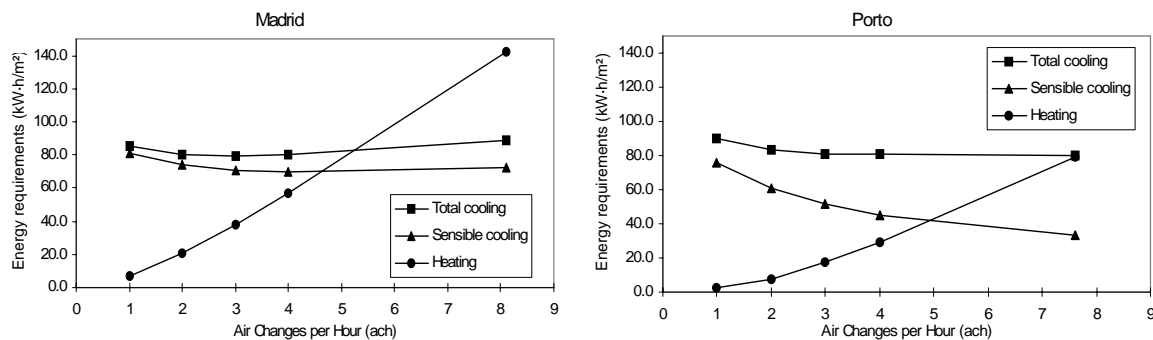 Madrid
Energy requirements (kW·h/m²)
140.0
120.0
100.0
80.0
60.0
40.0
20.0
0.0
0 1 2 3 4 5 6 7 8 9
Air Changes per Hour (ach)
Total cooling
Sensible cooling
Heating
Porto
Energy requirements (kW·h/m²)
140.0
120.0
100.0
80.0
60.0
40.0
20.0
0.0
0 1 2 3 4 5 6 7 8 9
Air Changes per Hour (ach)
Total cooling
Sensible cooling
Heating